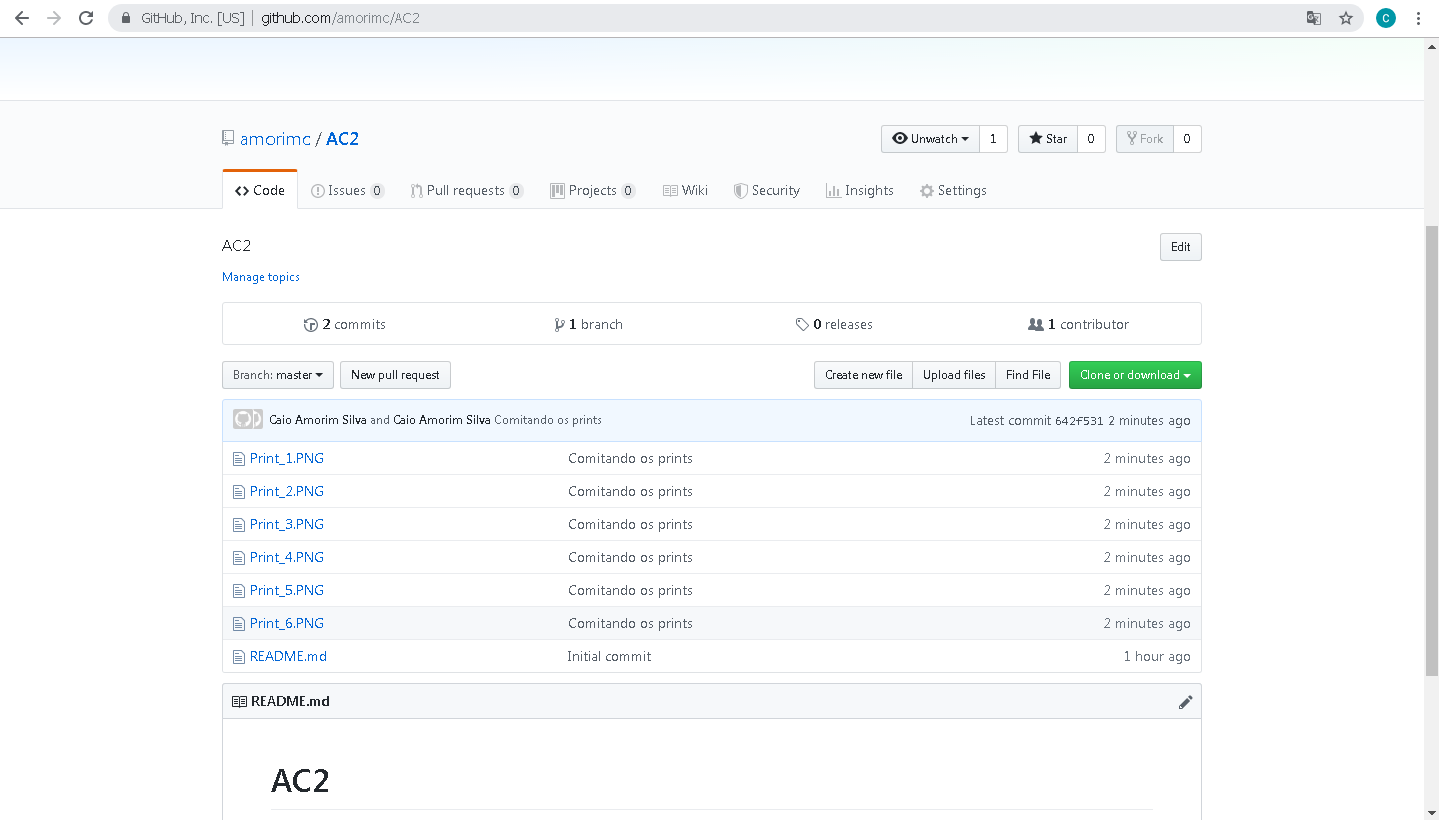 GitHub, Inc. [US] | github.com/amorimc/AC2
C
amorimc / AC2
Unwatch 1 Star 0 Fork 0
Code Issues 0 Pull requests 0 Projects 0 Wiki Security Insights Settings
AC2 Edit
Manage topics
2 commits 1 branch 0 releases 1 contributor
Branch: master New pull request Create new file Upload files Find File Clone or download
Caio Amorim Silva and Caio Amorim Silva Comitando os prints Latest commit 642f531 2 minutes ago
Print_1.PNG Comitando os prints 2 minutes ago
Print_2.PNG Comitando os prints 2 minutes ago
Print_3.PNG Comitando os prints 2 minutes ago
Print_4.PNG Comitando os prints 2 minutes ago
Print_5.PNG Comitando os prints 2 minutes ago
Print_6.PNG Comitando os prints 2 minutes ago
README.md Initial commit 1 hour ago
README.md
AC2